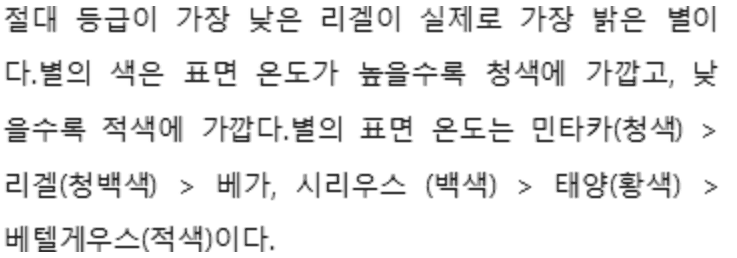 절대 등급이 가장 낮은 리겔이 실제로 가장 밝은 별이
다.별의 색은 표면 온도가 높을수록 청색에 가깝고, 낮
을수록 적색에 가깝다.별의 표면 온도는 민타카(청색) >
리겔(청백색) > 베가, 시리우스 (백색) > 태양(황색) >
베텔게우스(적색)이다.